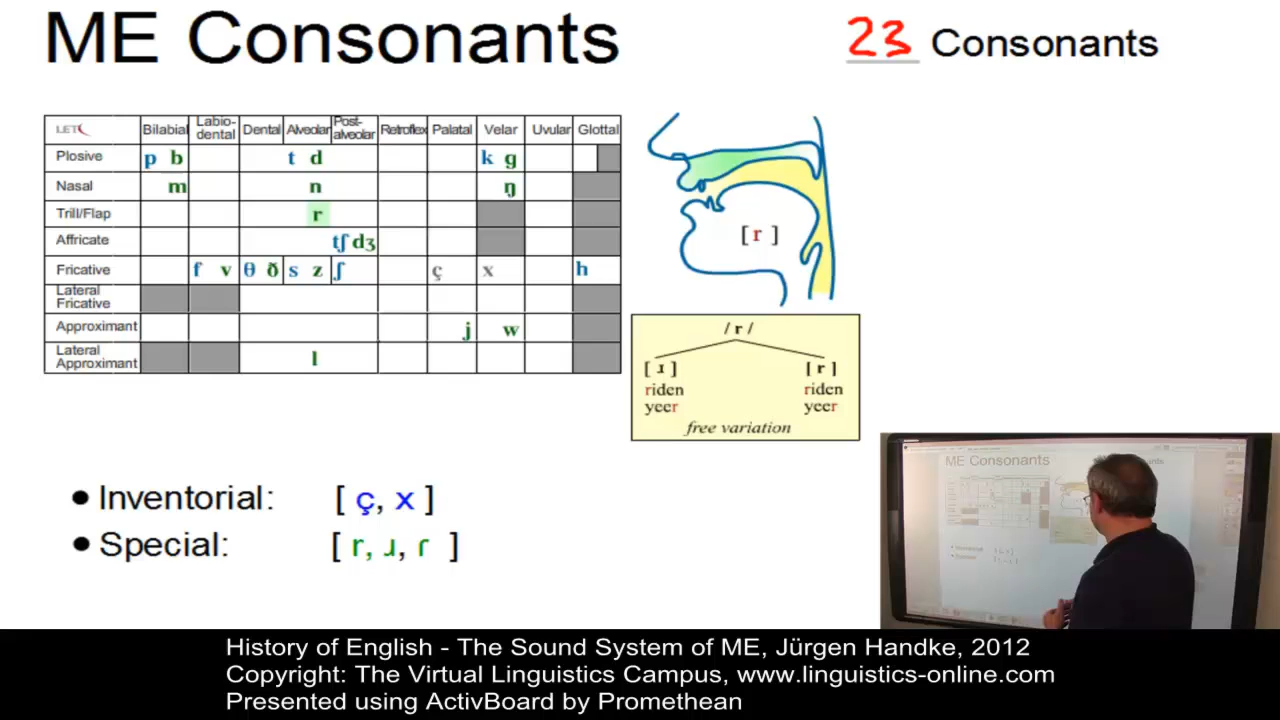 ME Consonants
23 Consonants
LET Bilabial Labio-dental Dental Alveolar Post-alveolar Retroflex Palatal Velar Uvular Glottal
Plosive p b t d k g
Nasal m n ŋ
Trill/Flap r
Affricate tʃ dʒ
Fricative f v θ ð s z ʃ ç x h
Lateral Fricative
Approximant j w
Lateral Approximant l
[ r ]
/ r /
[ ɹ ] [ r ]
riden riden
yeer yeer
free variation
• Inventorial: [ ç, x ]
• Special: [ r, ɹ, ɾ ]
ME Consonants
History of English - The Sound System of ME, Jürgen Handke, 2012
Copyright: The Virtual Linguistics Campus, www.linguistics-online.com
Presented using ActivBoard by Promethean